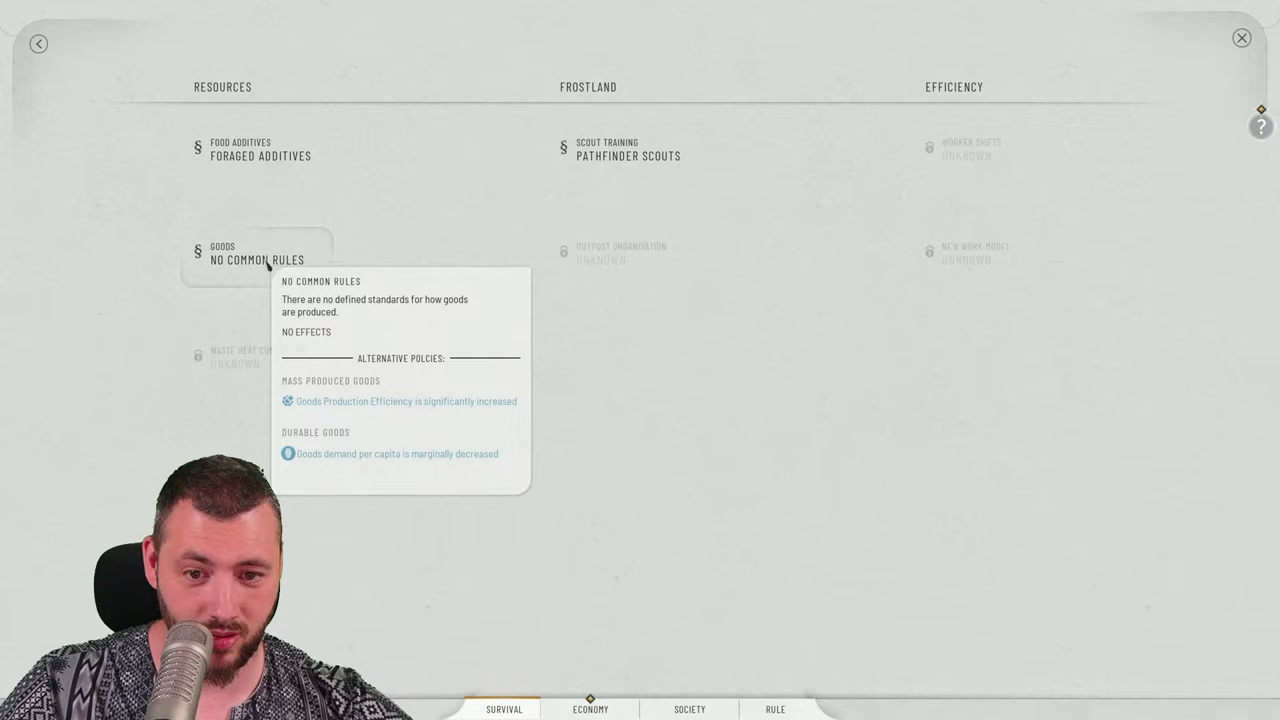 RESOURCES
FROSTLAND
EFFICIENCY
?
§ FOOD ADDITIVES
FORAGED ADDITIVES
§ SCOUT TRAINING
PATHFINDER SCOUTS
WORKER SHIFTS
UNKNOWN
§ GOODS
NO COMMON RULES
OUTPOST ORGANISATION
UNKNOWN
NEW WORK MODEL
UNKNOWN
WASTE HEAT
UNKNOWN
NO COMMON RULES
There are no defined standards for how goods
are produced.
NO EFFECTS
ALTERNATIVE POLCIES:
MASS PRODUCED GOODS
Goods Production Efficiency is significantly increased
DURABLE GOODS
Goods demand per capita is marginally decreased
SURVIVAL
ECONOMY
SOCIETY
RULE